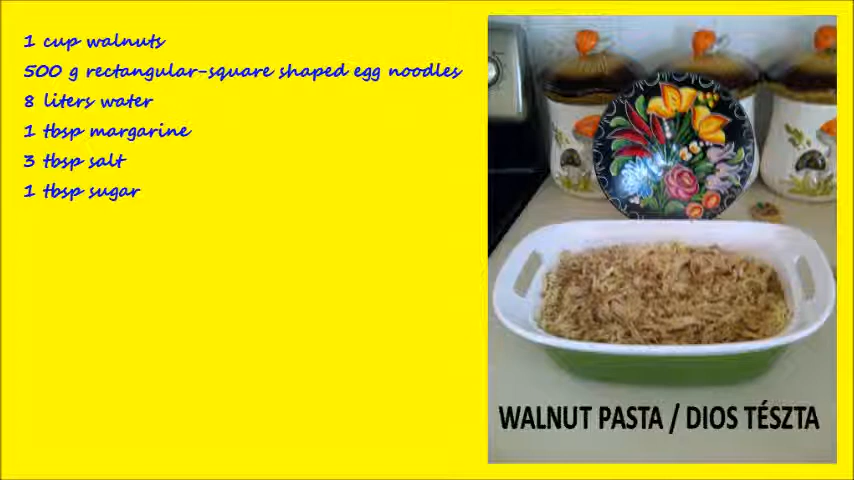 1 cup walnuts
500 g rectangular-square shaped egg noodles
8 liters water
1 tbsp margarine
3 tbsp salt
1 tbsp sugar
WALNUT PASTA / DIOS TÉSZTA